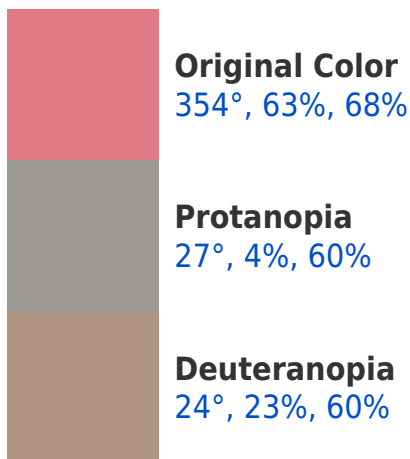 Original Color
354°, 63%, 68%
Protanopia
27°, 4%, 60%
Deuteranopia
24°, 23%, 60%